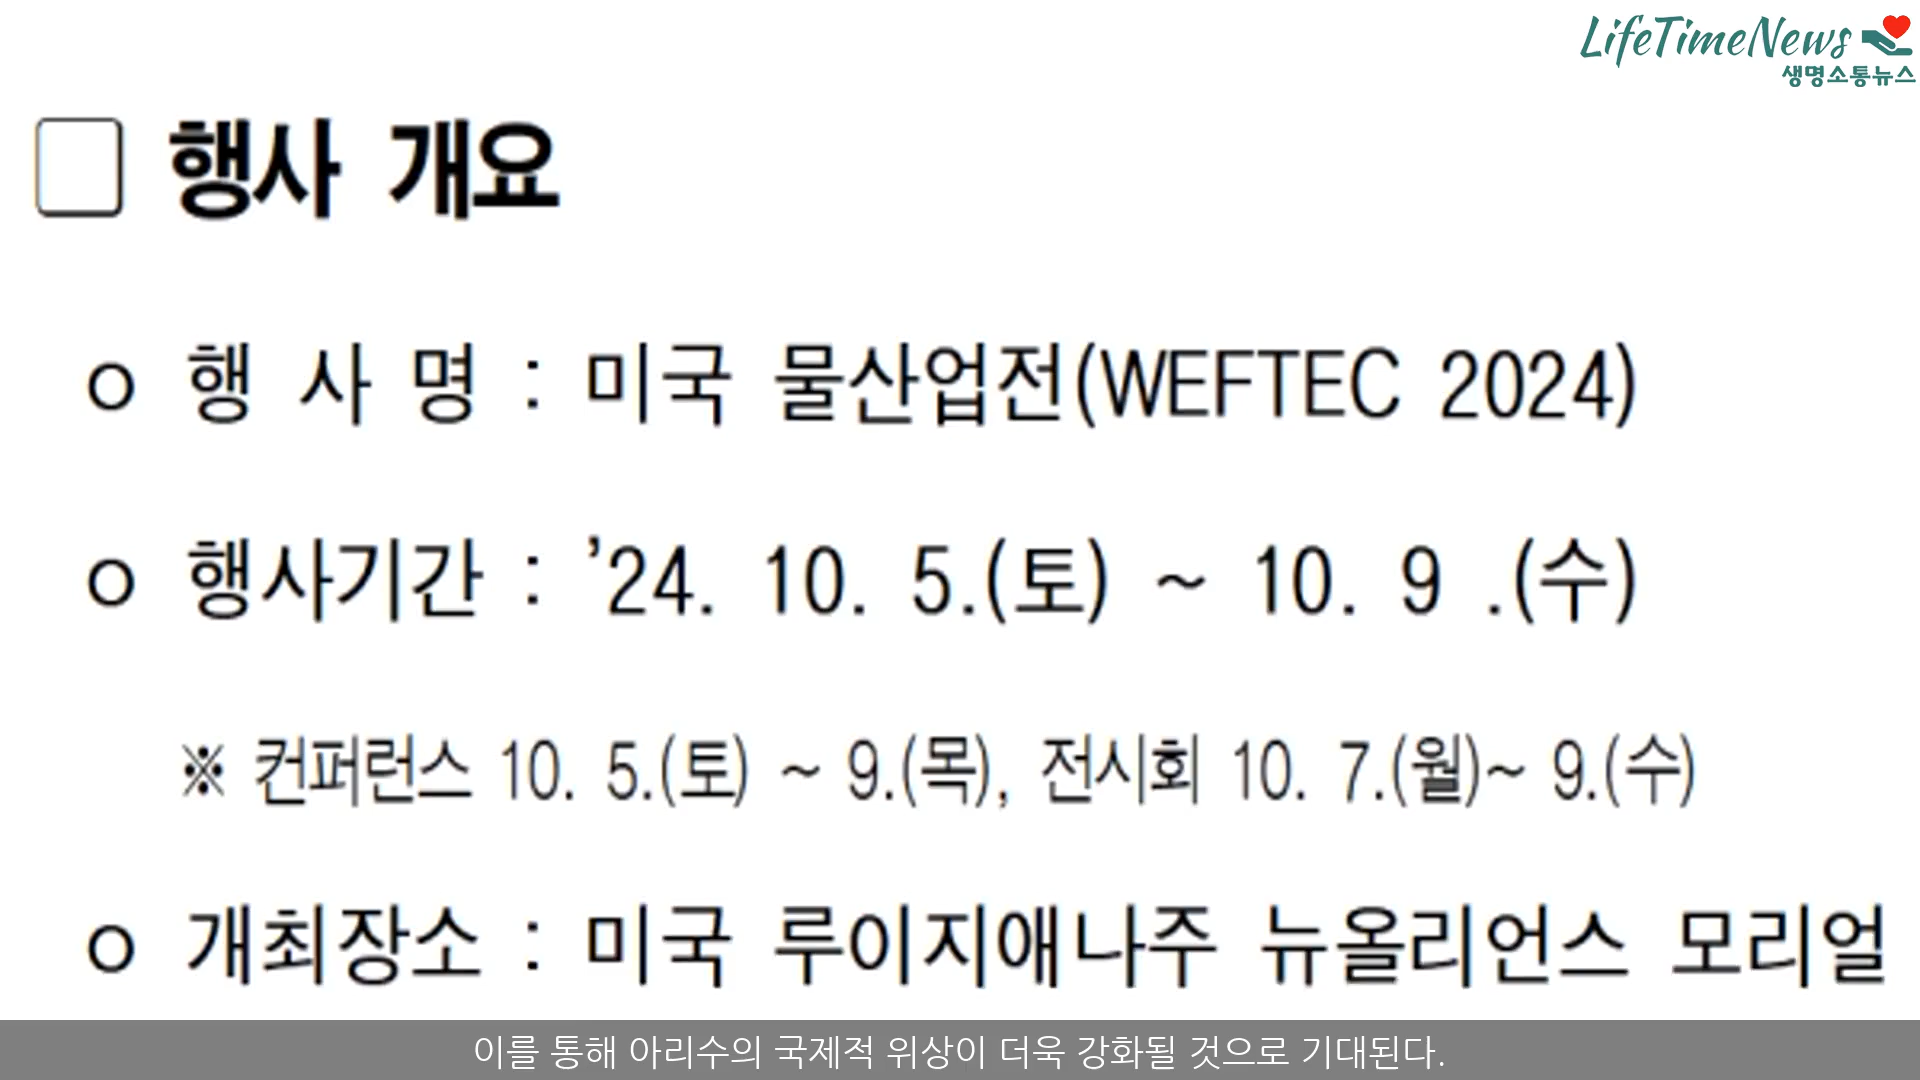 LifeTimeNews
생명소통뉴스
□ 행사 개요
ㅇ 행 사 명 : 미국 물산업전(WEFTEC 2024)
ㅇ 행사기간 : ’24. 10. 5.(토) ~ 10. 9 .(수)
※ 컨퍼런스 10. 5.(토) ~ 9.(목), 전시회 10. 7.(월)~ 9.(수)
ㅇ 개최장소 : 미국 루이지애나주 뉴올리언스 모리얼
이를 통해 아리수의 국제적 위상이 더욱 강화될 것으로 기대된다.